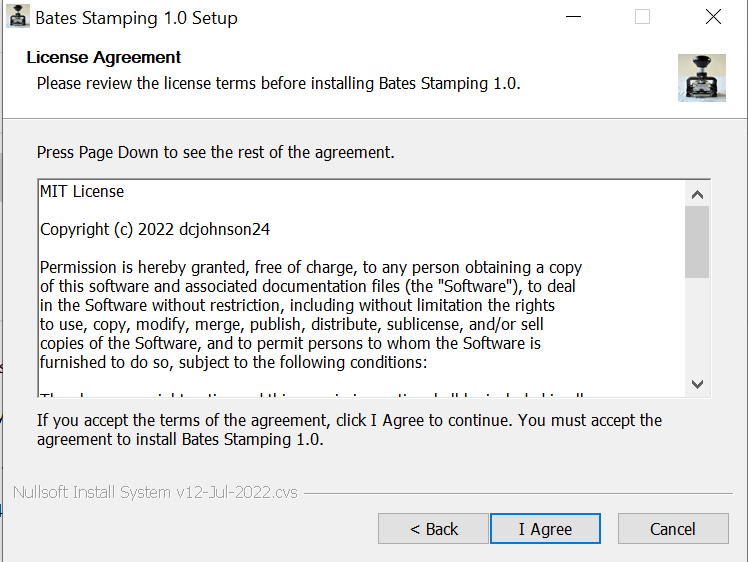 Bates Stamping 1.0 Setup
License Agreement
Please review the license terms before installing Bates Stamping 1.0.
Press Page Down to see the rest of the agreement.
MIT License
Copyright (c) 2022 dcjohnson24
Permission is hereby granted, free of charge, to any person obtaining a copy
of this software and associated documentation files (the "Software"), to deal
in the Software without restriction, including without limitation the rights
to use, copy, modify, merge, publish, distribute, sublicense, and/or sell
copies of the Software, and to permit persons to whom the Software is
furnished to do so, subject to the following conditions:
If you accept the terms of the agreement, click I Agree to continue. You must accept the
agreement to install Bates Stamping 1.0.
Nullsoft Install System v12-Jul-2022.cvs
< Back
I Agree
Cancel